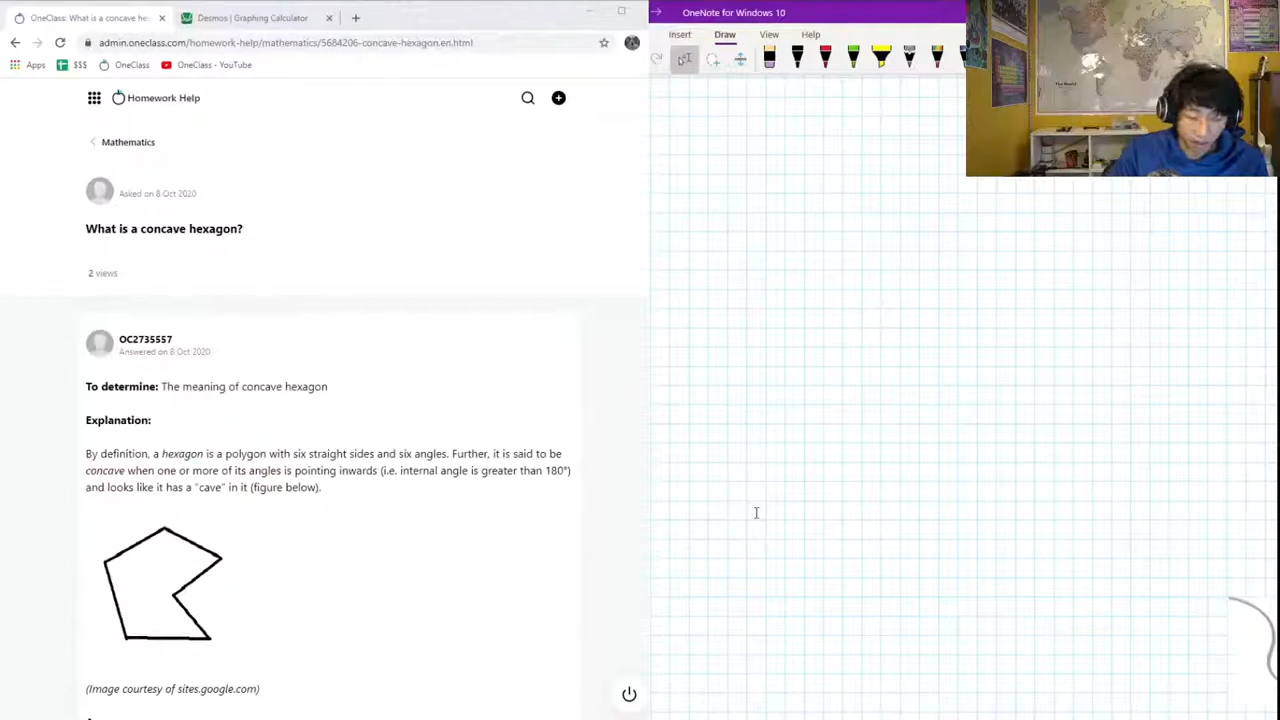 OneClass: What is a concave hex
Desmos | Graphing Calculator
admin.oneclass.com/homework-help/mathematics/5684206-concave-hexagon.en.html
Apps
$$$
OneClass
OneClass - YouTube
Homework Help
Mathematics
Asked on 8 Oct 2020
What is a concave hexagon?
2 views
OC2735557
Answered on 8 Oct 2020
To determine: The meaning of concave hexagon
Explanation:
By definition, a hexagon is a polygon with six straight sides and six angles. Further, it is said to be
concave when one or more of its angles is pointing inwards (i.e. internal angle is greater than 180°)
and looks like it has a "cave" in it (figure below).
(Image courtesy of sites.google.com)
OneNote for Windows 10
Insert
Draw
View
Help
The World